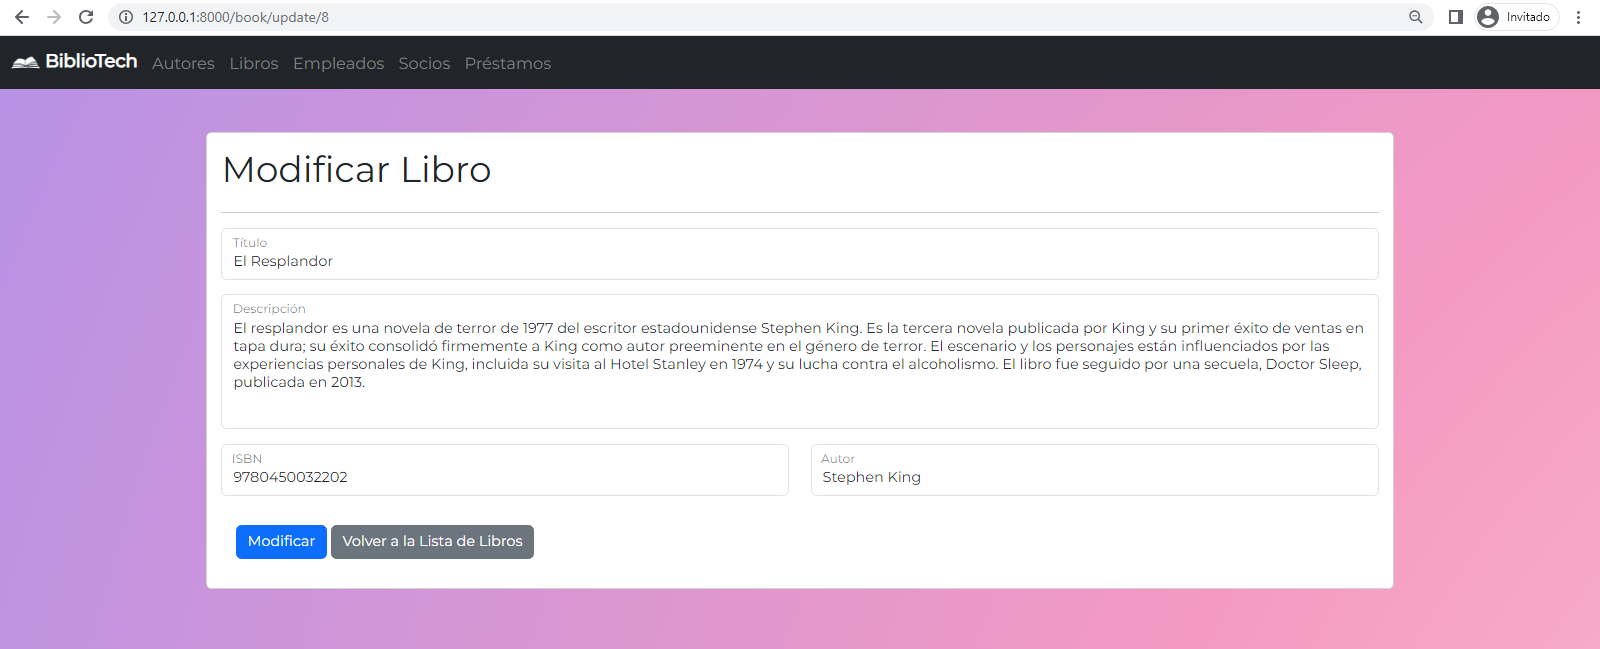 127.0.0.1:8000/book/update/8
Invitado
BiblioTech Autores Libros Empleados Socios Préstamos
Modificar Libro
Título
El Resplandor
Descripción
El resplandor es una novela de terror de 1977 del escritor estadounidense Stephen King. Es la tercera novela publicada por King y su primer éxito de ventas en
tapa dura; su éxito consolidó firmemente a King como autor preeminente en el género de terror. El escenario y los personajes están influenciados por las
experiencias personales de King, incluida su visita al Hotel Stanley en 1974 y su lucha contra el alcoholismo. El libro fue seguido por una secuela, Doctor Sleep,
publicada en 2013.
ISBN
9780450032202
Autor
Stephen King
Modificar Volver a la Lista de Libros